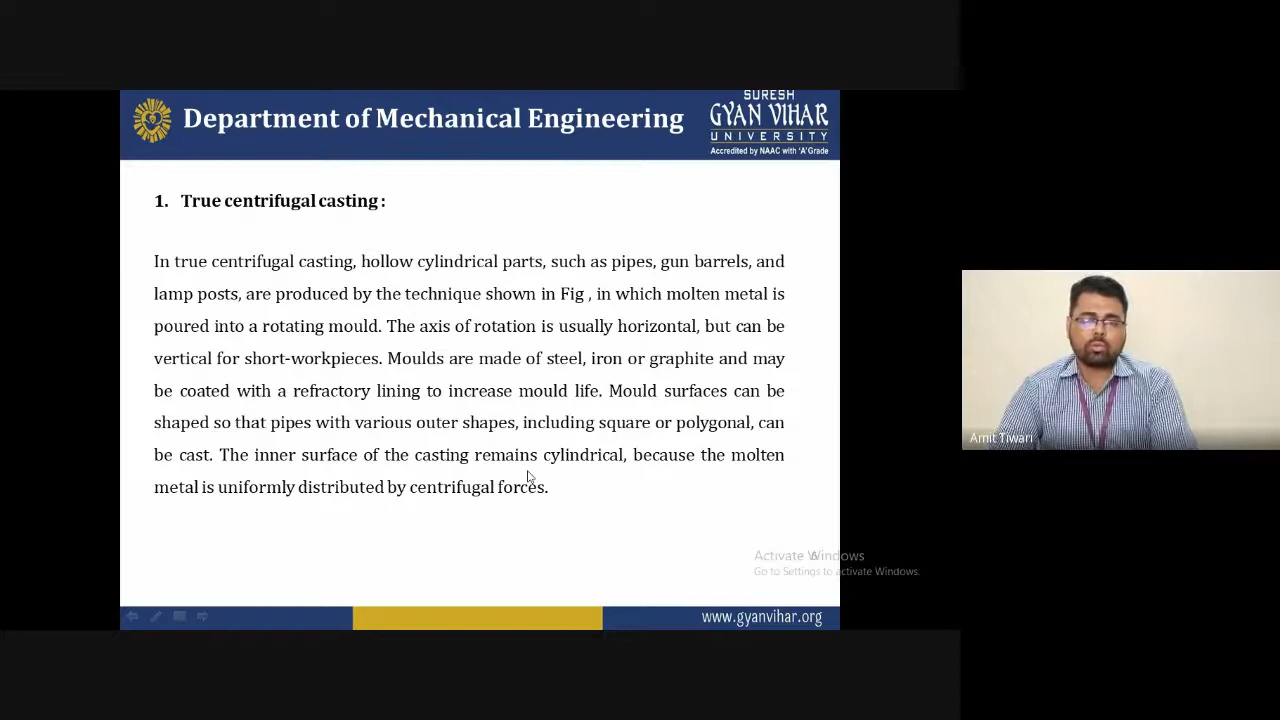 Department of Mechanical Engineering
SURESH
GYAN VIHAR
UNIVERSITY
Accredited by NAAC with 'A' Grade
1. True centrifugal casting :
In true centrifugal casting, hollow cylindrical parts, such as pipes, gun barrels, and
lamp posts, are produced by the technique shown in Fig , in which molten metal is
poured into a rotating mould. The axis of rotation is usually horizontal, but can be
vertical for short-workpieces. Moulds are made of steel, iron or graphite and may
be coated with a refractory lining to increase mould life. Mould surfaces can be
shaped so that pipes with various outer shapes, including square or polygonal, can
be cast. The inner surface of the casting remains cylindrical, because the molten
metal is uniformly distributed by centrifugal forces.
Amit Tiwari
Activate Windows
6
Go to Settings to activate Windows.
www.gyanvihar.org